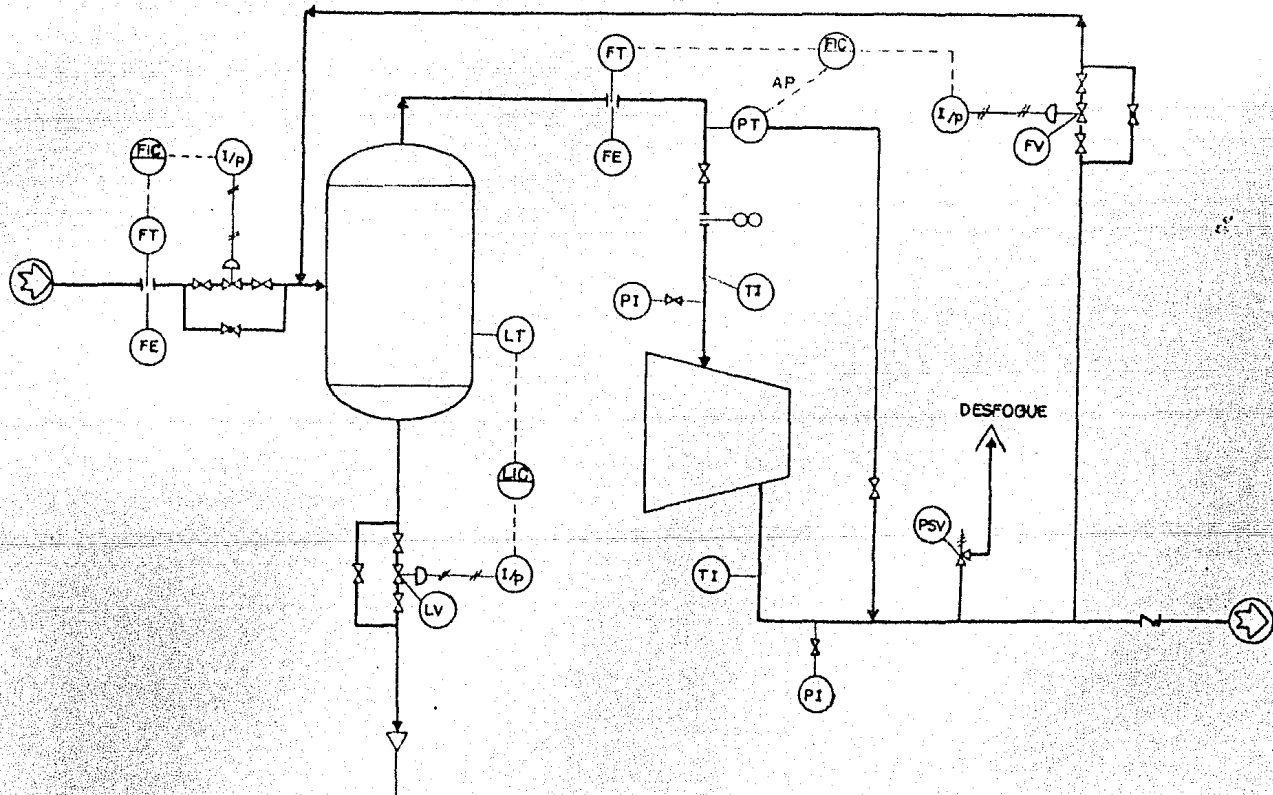 FT
FIC
AP
I/P
PT
FV
FE
FIC
I/P
FT
FE
PI
TI
LT
DESFOGUE
LIC
PSV
TI
I/P
LV
PI